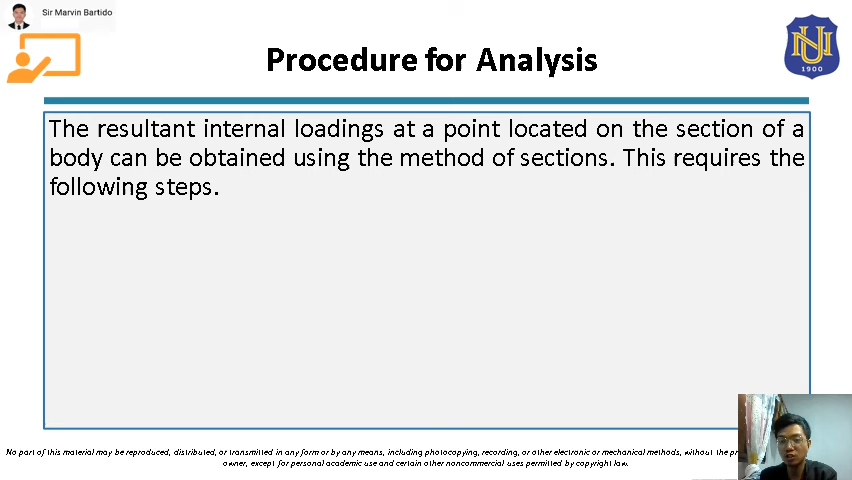 Sir Marvin Bartido
Procedure for Analysis
NU
1900
The resultant internal loadings at a point located on the section of a
body can be obtained using the method of sections. This requires the
following steps.
No part of this material may be reproduced, distributed, or transmitted in any form or by any means, including photocopying, recording, or other electronic or mechanical methods, without the
owner, except for personal academic use and certain other noncommercial uses permitted by copyright law.